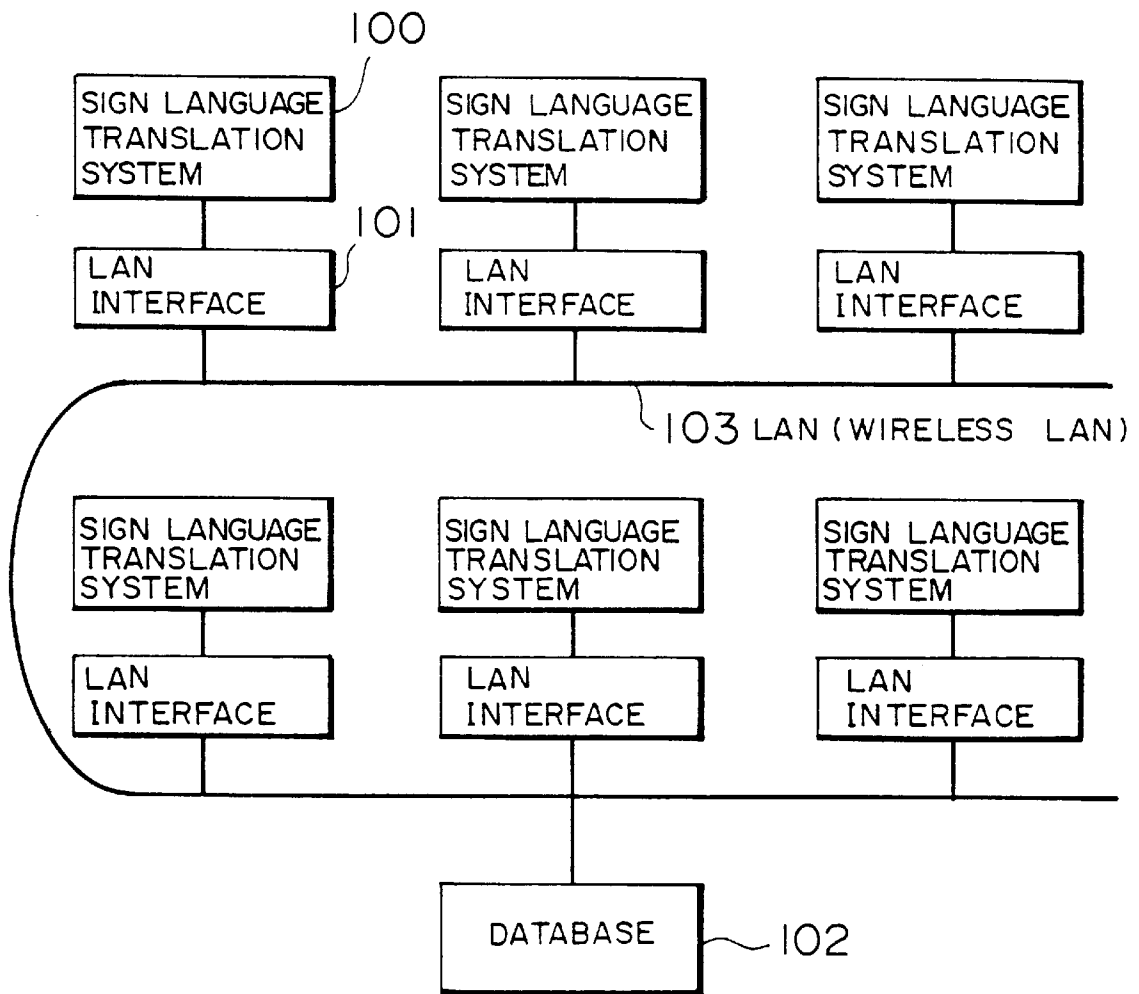 100
SIGN LANGUAGE
TRANSLATION
SYSTEM
SIGN LANGUAGE
TRANSLATION
SYSTEM
SIGN LANGUAGE
TRANSLATION
SYSTEM
101
LAN
INTERFACE
LAN
INTERFACE
LAN
INTERFACE
103 LAN (WIRELESS LAN)
SIGN LANGUAGE
TRANSLATION
SYSTEM
SIGN LANGUAGE
TRANSLATION
SYSTEM
SIGN LANGUAGE
TRANSLATION
SYSTEM
LAN
INTERFACE
LAN
INTERFACE
LAN
INTERFACE
DATABASE
102